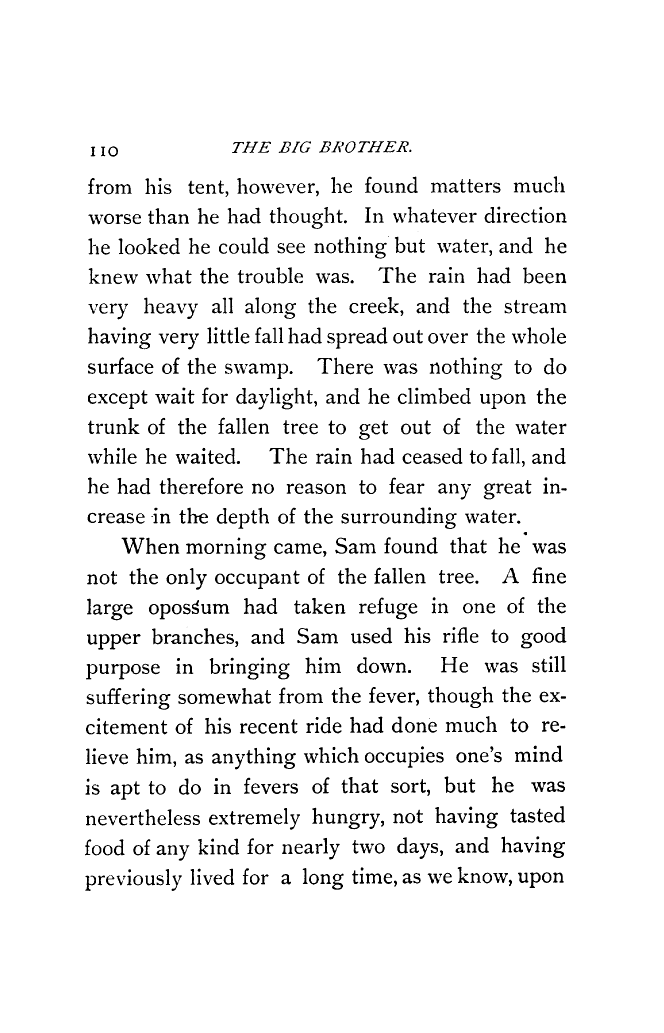 110 THE BIG BROTHER.
from his tent, however, he found matters much
worse than he had thought. In whatever direction
he looked he could see nothing but water, and he
knew what the trouble was. The rain had been
very heavy all along the creek, and the stream
having very little fall had spread out over the whole
surface of the swamp. There was nothing to do
except wait for daylight, and he climbed upon the
trunk of the fallen tree to get out of the water
while he waited. The rain had ceased to fall, and
he had therefore no reason to fear any great in-
crease in the depth of the surrounding water.
When morning came, Sam found that he was
not the only occupant of the fallen tree. A fine
large opossum had taken refuge in one of the
upper branches, and Sam used his rifle to good
purpose in bringing him down. He was still
suffering somewhat from the fever, though the ex-
citement of his recent ride had done much to re-
lieve him, as anything which occupies one's mind
is apt to do in fevers of that sort, but he was
nevertheless extremely hungry, not having tasted
food of any kind for nearly two days, and having
previously lived for a long time, as we know, upon